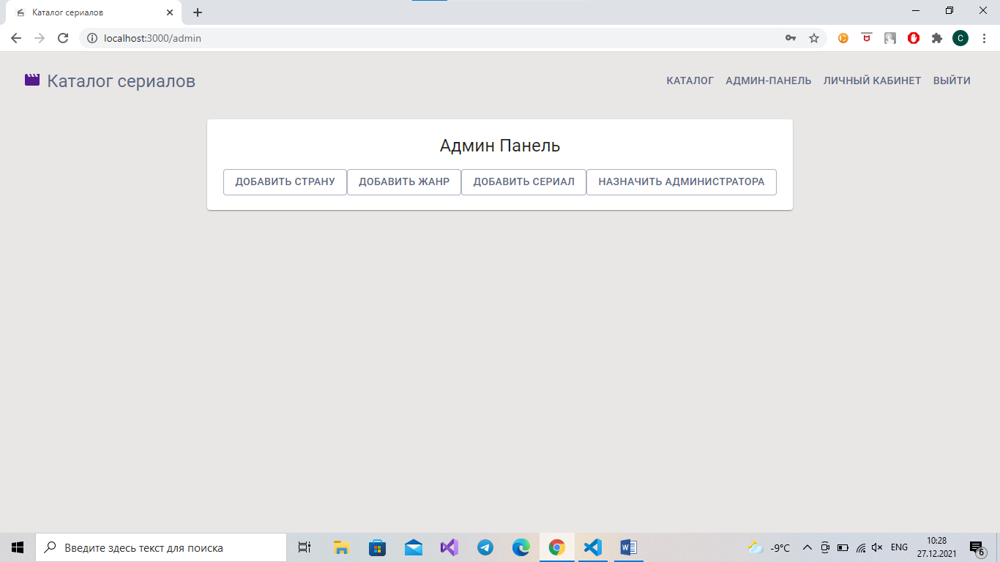 Каталог сериалов
localhost:3000/admin
C
Каталог сериалов
КАТАЛОГ АДМИН-ПАНЕЛЬ ЛИЧНЫЙ КАБИНЕТ ВЫЙТИ
Админ Панель
ДОБАВИТЬ СТРАНУ ДОБАВИТЬ ЖАНР ДОБАВИТЬ СЕРИАЛ НАЗНАЧИТЬ АДМИНИСТРАТОРА
Введите здесь текст для поиска
-9°C
ENG
10:28
27.12.2021
6